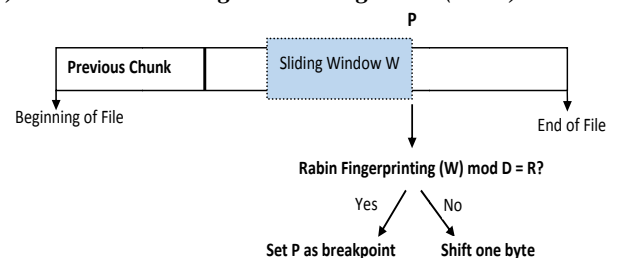 P
Previous Chunk
Sliding Window W
Beginning of File
End of File
Rabin Fingerprinting (W) mod D = R?
Yes
No
Set P as breakpoint
Shift one byte